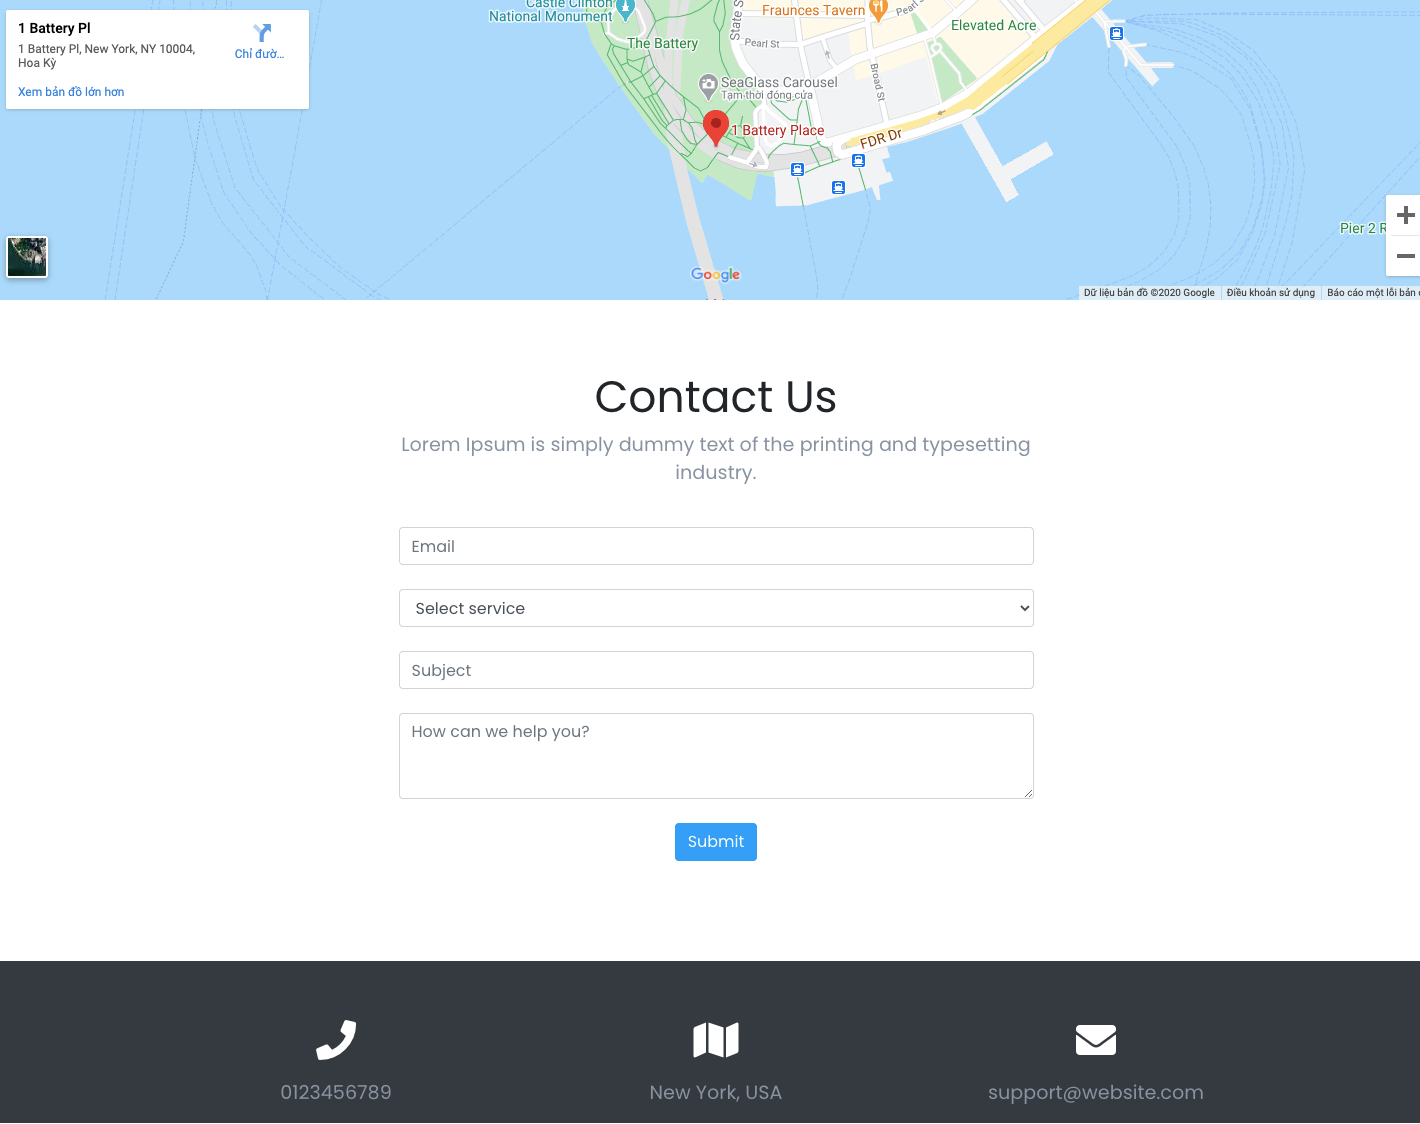 1 Battery Pl
1 Battery Pl, New York, NY 10004,
Hoa Kỳ
Chỉ đườ...
Xem bản đồ lớn hơn
Castle Clinton
National Monument
The Battery
State S
Fraunces Tavern
Pearl
Pearl St
Broad St
Elevated Acre
SeaGlass Carousel
Tạm thời đóng cửa
1 Battery Place
FDR Dr
Pier 2 R
Google
Dữ liệu bản đồ ©2020 Google
Điều khoản sử dụng
Báo cáo một lỗi bản
Contact Us
Lorem Ipsum is simply dummy text of the printing and typesetting
industry.
Email
Select service
Subject
How can we help you?
Submit
0123456789
New York, USA
support@website.com